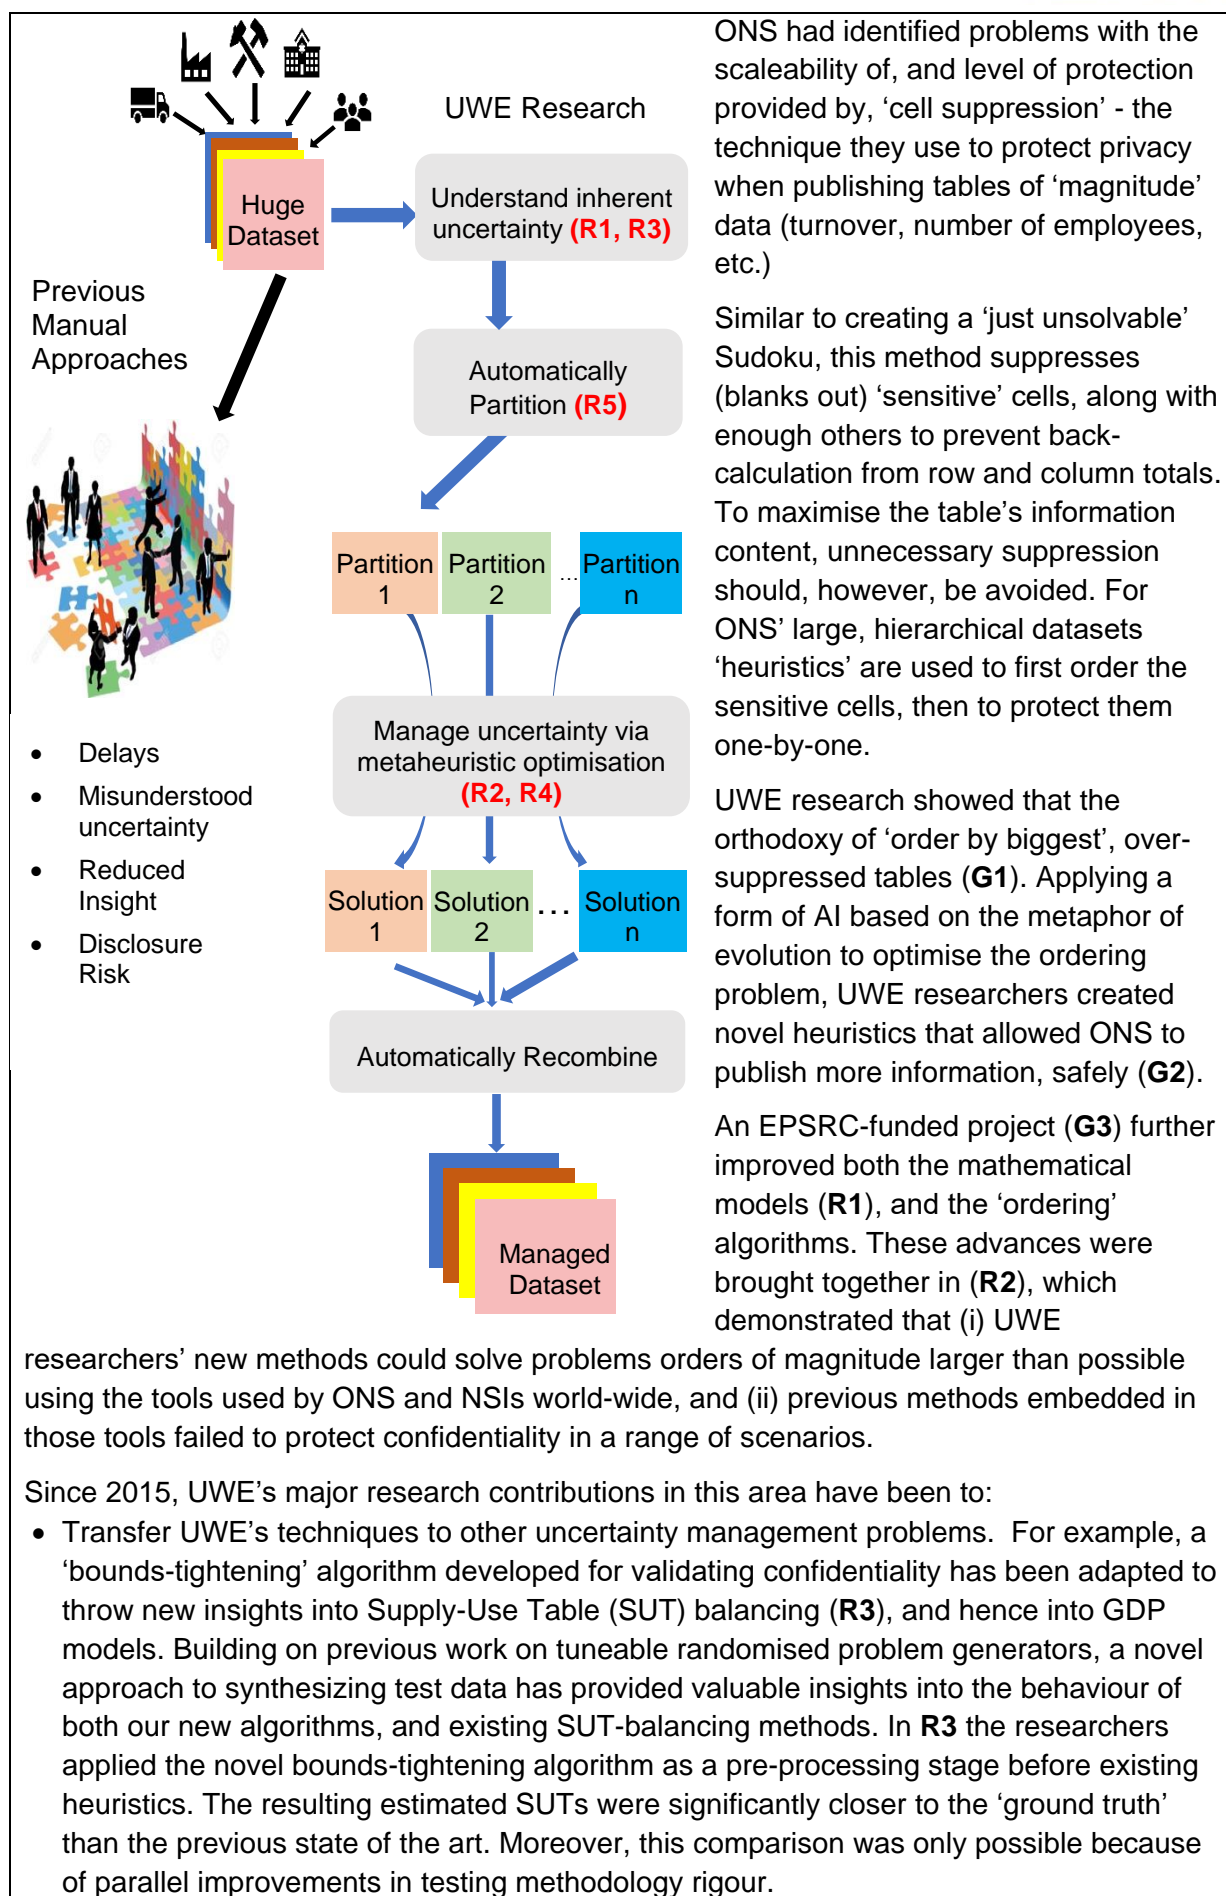 UWE Research
Huge
Dataset
Understand inherent
uncertainty (R1, R3)
Previous
Manual
Approaches
Automatically
Partition (R5)
Partition
1
Partition
2
...
Partition
n
Manage uncertainty via
metaheuristic optimisation
(R2, R4)
• Delays
• Misunderstood
uncertainty
• Reduced
Insight
• Disclosure
Risk
Solution
1
Solution
2
...
Solution
n
Automatically Recombine
Managed
Dataset
ONS had identified problems with the
scaleability of, and level of protection
provided by, ‘cell suppression’ - the
technique they use to protect privacy
when publishing tables of ‘magnitude’
data (turnover, number of employees,
etc.)
Similar to creating a ‘just unsolvable’
Sudoku, this method suppresses
(blanks out) ‘sensitive’ cells, along with
enough others to prevent back-
calculation from row and column totals.
To maximise the table’s information
content, unnecessary suppression
should, however, be avoided. For
ONS’ large, hierarchical datasets
‘heuristics’ are used to first order the
sensitive cells, then to protect them
one-by-one.
UWE research showed that the
orthodoxy of ‘order by biggest’, over-
suppressed tables (G1). Applying a
form of AI based on the metaphor of
evolution to optimise the ordering
problem, UWE researchers created
novel heuristics that allowed ONS to
publish more information, safely (G2).
An EPSRC-funded project (G3) further
improved both the mathematical
models (R1), and the ‘ordering’
algorithms. These advances were
brought together in (R2), which
demonstrated that (i) UWE
researchers’ new methods could solve problems orders of magnitude larger than possible
using the tools used by ONS and NSIs world-wide, and (ii) previous methods embedded in
those tools failed to protect confidentiality in a range of scenarios.
Since 2015, UWE’s major research contributions in this area have been to:
• Transfer UWE’s techniques to other uncertainty management problems. For example, a
‘bounds-tightening’ algorithm developed for validating confidentiality has been adapted to
throw new insights into Supply-Use Table (SUT) balancing (R3), and hence into GDP
models. Building on previous work on tuneable randomised problem generators, a novel
approach to synthesizing test data has provided valuable insights into the behaviour of
both our new algorithms, and existing SUT-balancing methods. In R3 the researchers
applied the novel bounds-tightening algorithm as a pre-processing stage before existing
heuristics. The resulting estimated SUTs were significantly closer to the ‘ground truth’
than the previous state of the art. Moreover, this comparison was only possible because
of parallel improvements in testing methodology rigour.